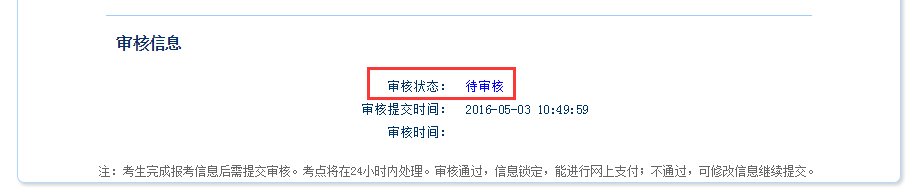 审核信息
审核状态： 待审核
审核提交时间： 2016-05-03 10:49:59
审核时间：
注：考生完成报考信息后需提交审核。考点将在24小时内处理。审核通过，信息锁定，能进行网上支付；不通过，可修改信息继续提交。